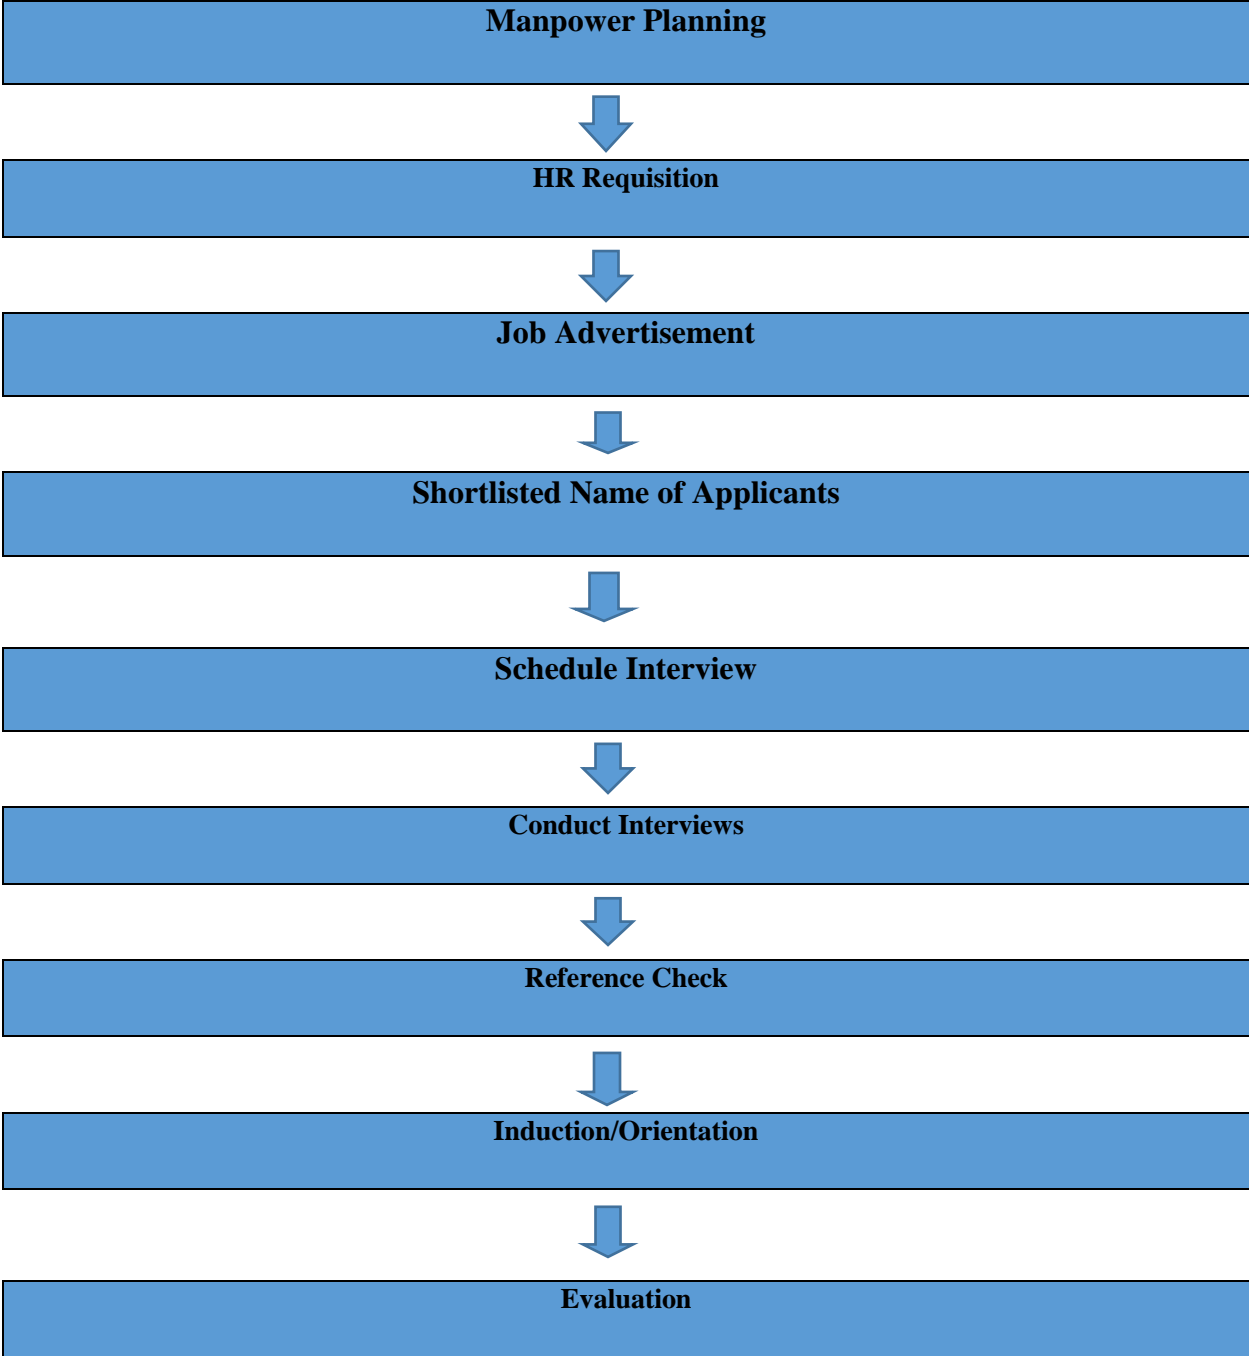 Manpower Planning
HR Requisition
Job Advertisement
Shortlisted Name of Applicants
Schedule Interview
Conduct Interviews
Reference Check
Induction/Orientation
Evaluation